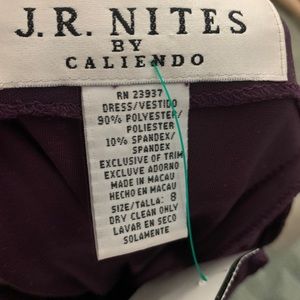 J.R. NITES
BY
CALIENDO
RN 23937
DRESS/VESTIDO
90% POLYESTER/
POLIESTER
10% SPANDEX/
SPANDEX
EXCLUSIVE OF TRIM
EXCLUVE ADORNO
MADE IN MACAU
HECHO EN MACAU
SIZE/TALLA: 8
DRY CLEAN ONLY
LAVAR EN SECO
SOLAMENTE